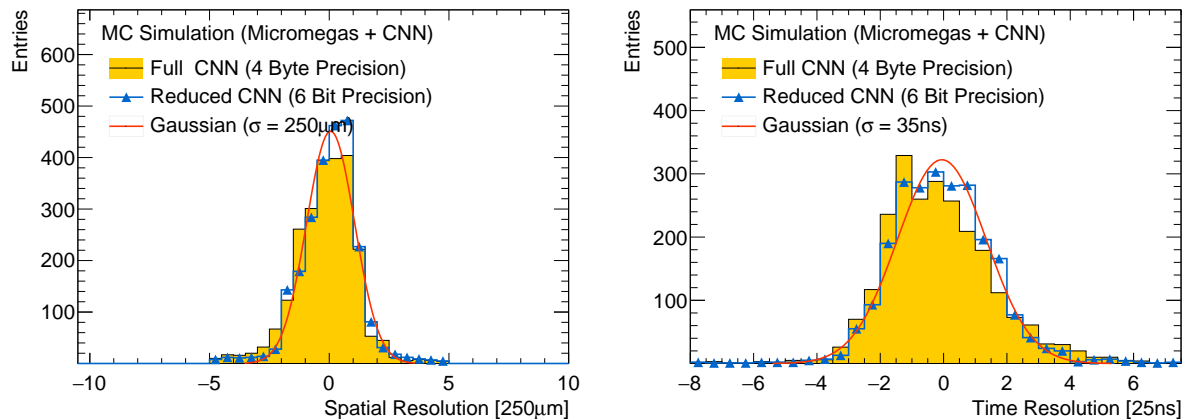 Entries
MC Simulation (Micromegas + CNN)
Full CNN (4 Byte Precision)
Reduced CNN (6 Bit Precision)
Gaussian (σ = 250μm)
600
500
400
300
200
100
−10 −5 0 5 10
Spatial Resolution [250μm]
Entries
MC Simulation (Micromegas + CNN)
Full CNN (4 Byte Precision)
Reduced CNN (6 Bit Precision)
Gaussian (σ = 35ns)
500
400
300
200
100
0
−8 −6 −4 −2 0 2 4 6
Time Resolution [25ns]